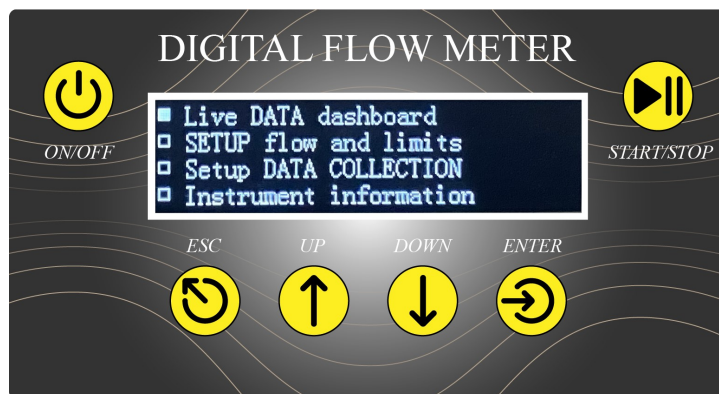 DIGITAL FLOW METER
ON/OFF
Live DATA dashboard
SETUP flow and limits
Setup DATA COLLECTION
Instrument information
START/STOP
ESC
UP
DOWN
ENTER